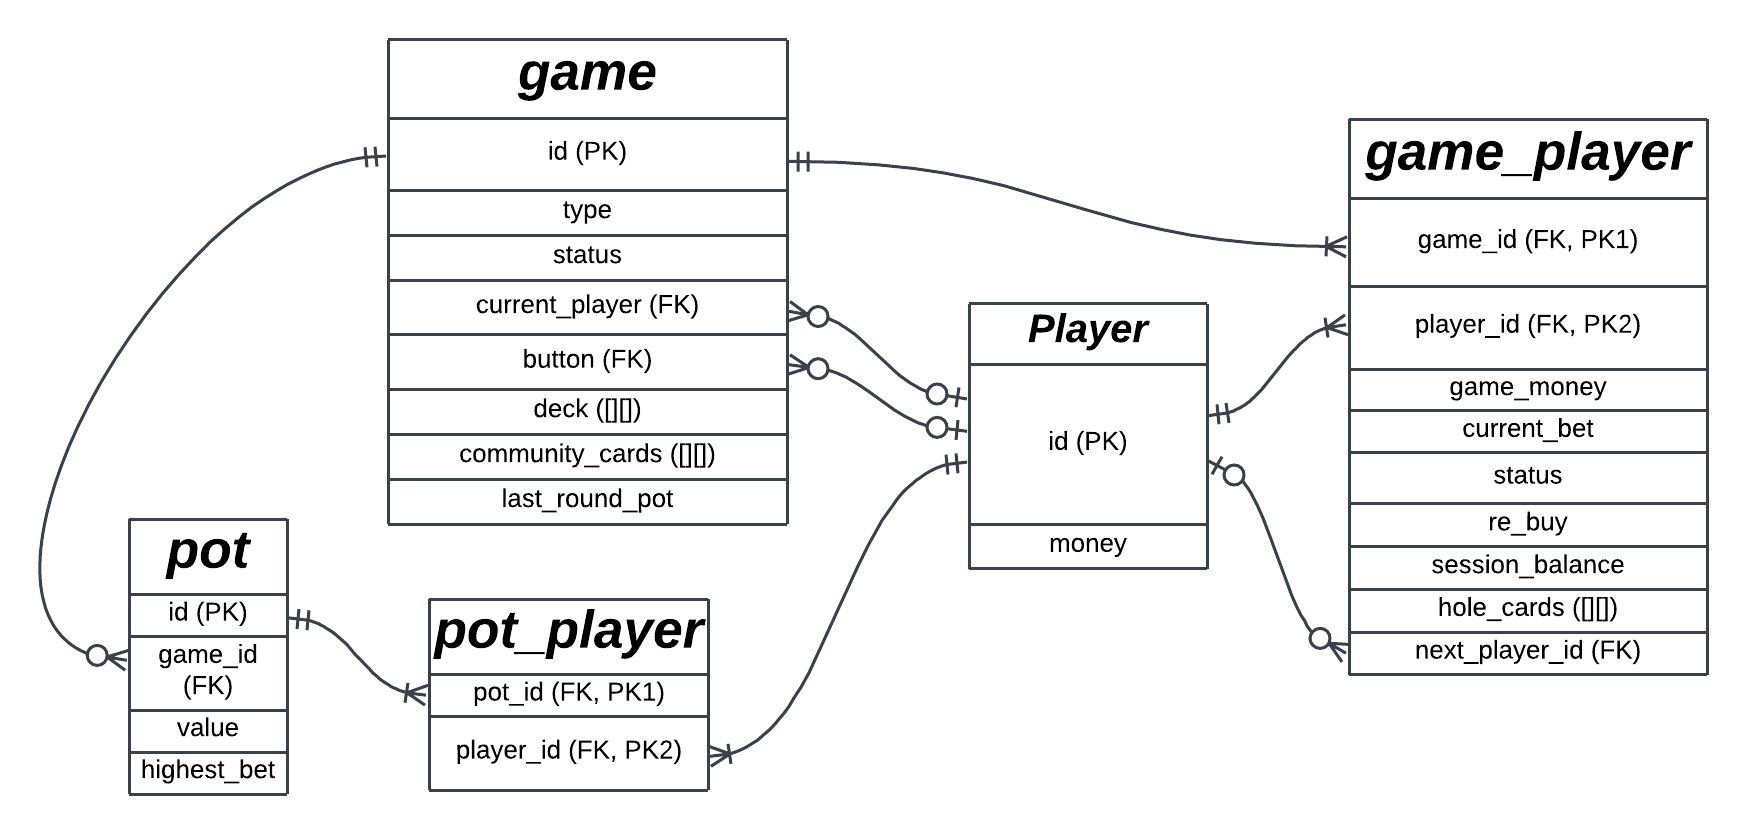 game
id (PK)
type
status
current_player (FK)
button (FK)
deck ([][])
community_cards ([][])
last_round_pot
game_player
game_id (FK, PK1)
player_id (FK, PK2)
game_money
current_bet
status
re_buy
session_balance
hole_cards ([][])
next_player_id (FK)
Player
id (PK)
money
pot
id (PK)
game_id
(FK)
value
highest_bet
pot_player
pot_id (FK, PK1)
player_id (FK, PK2)